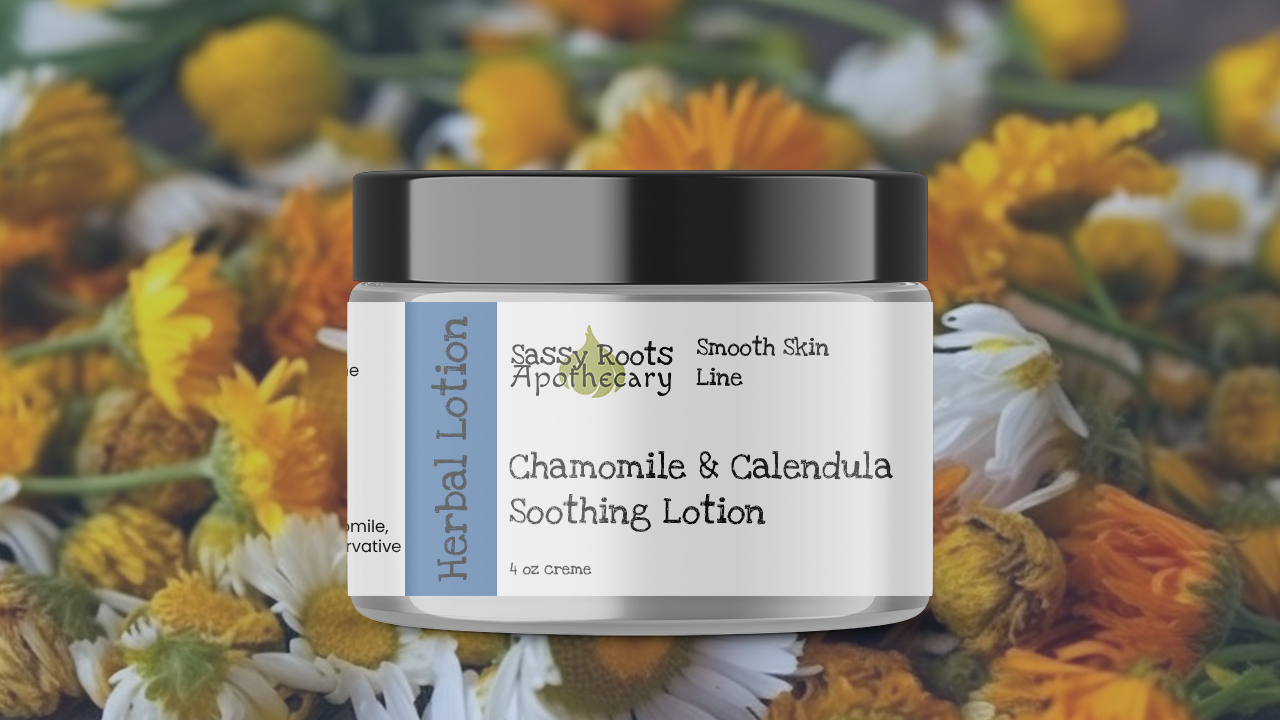 Herbal Lotion
Sassy Roots
Apothecary
Smooth Skin
Line
Chamomile & Calendula
Soothing Lotion
4 oz creme